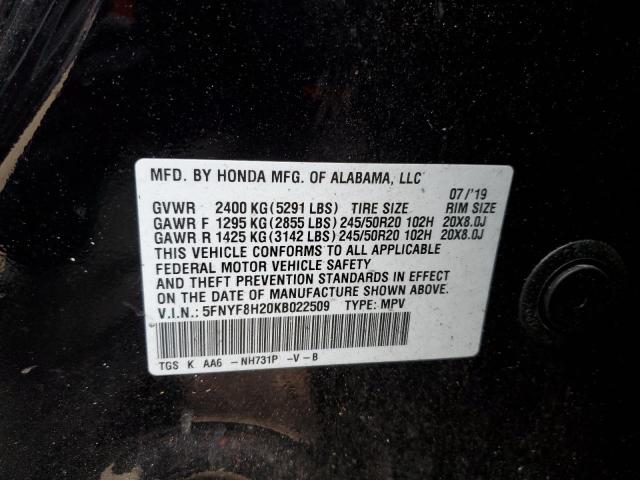 MFD. BY HONDA MFG. OF ALABAMA, LLC
07/'19
GVWR 2400 KG(5291 LBS) TIRE SIZE RIM SIZE
GAWR F 1295 KG(2855 LBS)245/50R20 102H 20X8.0J
GAWR R 1425 KG(3142 LBS)245/50R20 102H 20X8.0J
THIS VEHICLE CONFORMS TO ALL APPLICABLE
FEDERAL MOTOR VEHICLE SAFETY
AND THEFT PREVENTION STANDARDS IN EFFECT
ON THE DATE OF MANUFACTURE SHOWN ABOVE.
V.I.N.: 5FNYF8H20KB022509 TYPE: MPV
TGS K AA6 -NH731P -V-B